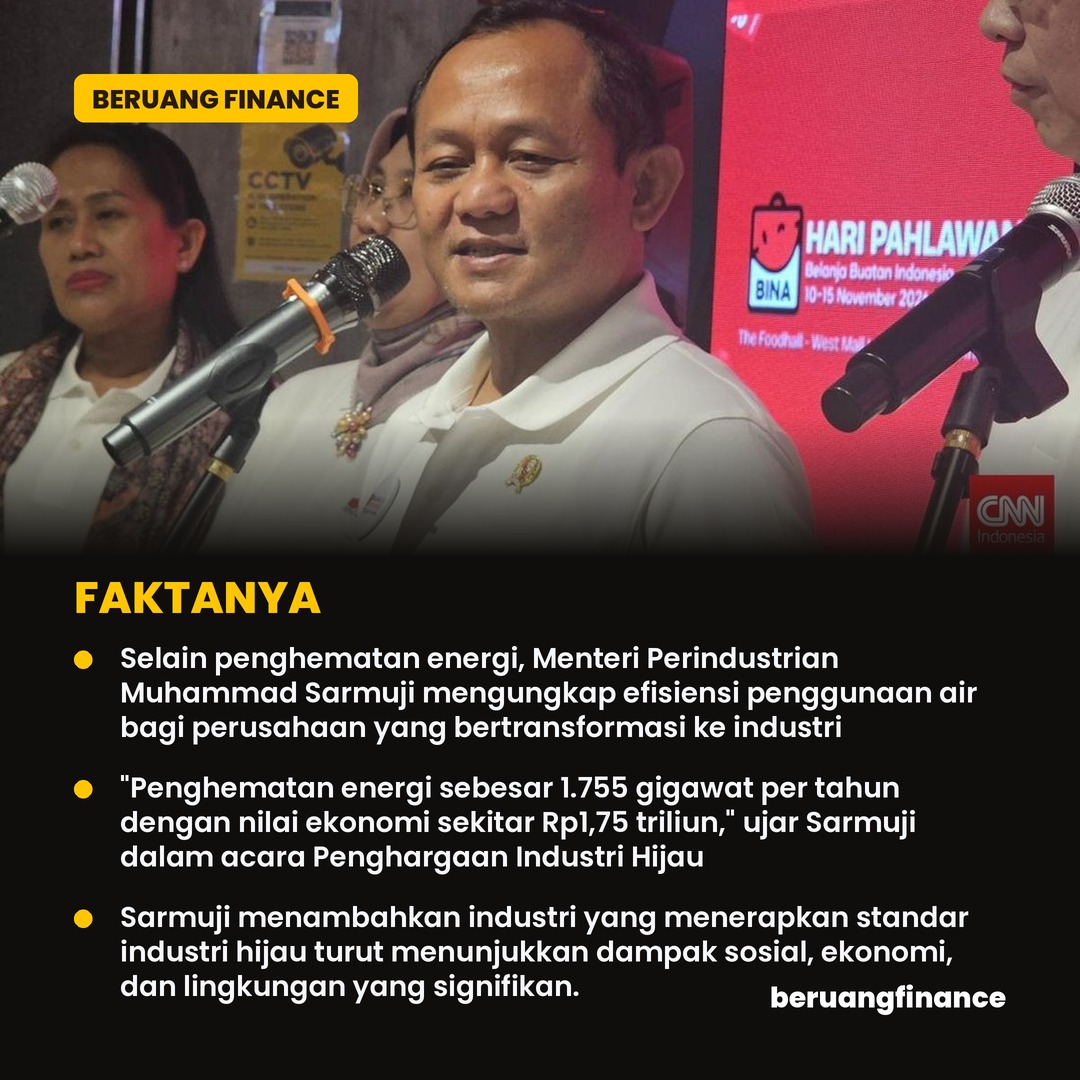 BERUANG FINANCE
CCTV
HARI PAHLAWAN
Belanja Buatan Indonesia
BINA
10-15 November
The Foodhall - West Mall
CNN
Indonesia
FAKTANYA
Selain penghematan energi, Menteri Perindustrian
Muhammad Sarmuji mengungkap efisiensi penggunaan air
bagi perusahaan yang bertransformasi ke industri
"Penghematan energi sebesar 1.755 gigawat per tahun
dengan nilai ekonomi sekitar Rp1,75 triliun," ujar Sarmuji
dalam acara Penghargaan Industri Hijau
Sarmuji menambahkan industri yang menerapkan standar
industri hijau turut menunjukkan dampak sosial, ekonomi,
dan lingkungan yang signifikan.
beruangfinance